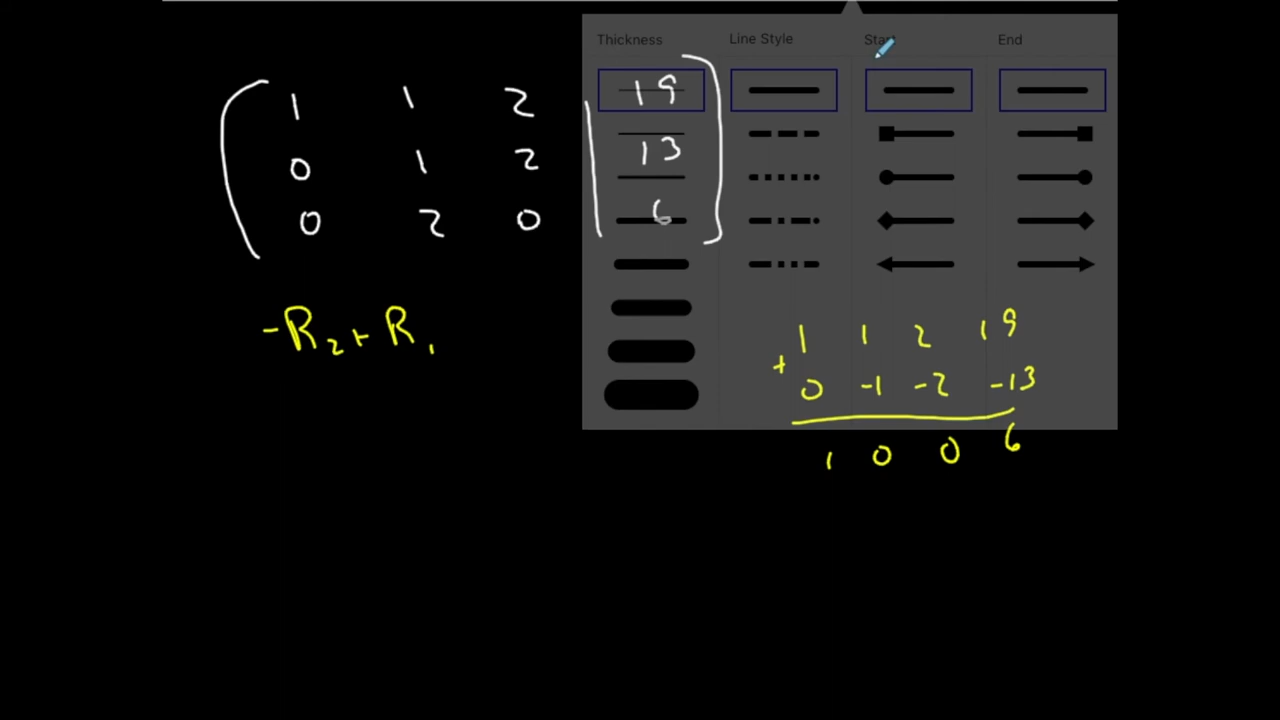 Thickness Line Style Start End
1 1 2 19
0 1 2 13
0 2 0 6
-R₂ + R₁
1 1 2 19
+ 0 -1 -2 -13
1 0 0 6